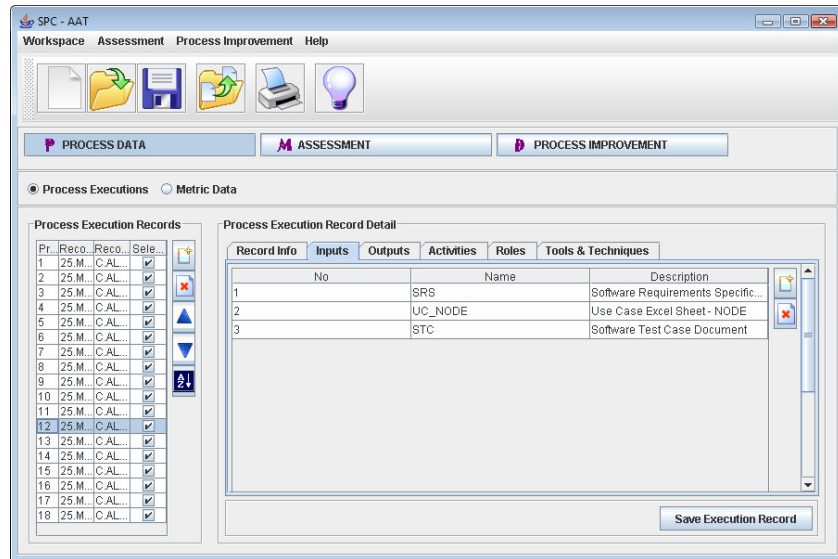 SPC - AAT
Workspace Assessment Process Improvement Help
P PROCESS DATA M ASSESSMENT D PROCESS IMPROVEMENT
Process Executions Metric Data
Process Execution Records
Pr... Reco... Reco... Sele...
1 25.M... C.AL...
2 25.M... C.AL...
3 25.M... C.AL...
4 25.M... C.AL...
5 25.M... C.AL...
6 25.M... C.AL...
7 25.M... C.AL...
8 25.M... C.AL...
9 25.M... C.AL...
10 25.M... C.AL...
11 25.M... C.AL...
12 25.M... C.AL...
13 25.M... C.AL...
14 25.M... C.AL...
15 25.M... C.AL...
16 25.M... C.AL...
17 25.M... C.AL...
18 25.M... C.AL...
A Z
Process Execution Record Detail
Record Info Inputs Outputs Activities Roles Tools & Techniques
No Name Description
1 SRS Software Requirements Specific...
2 UC_NODE Use Case Excel Sheet - NODE
3 STC Software Test Case Document
Save Execution Record